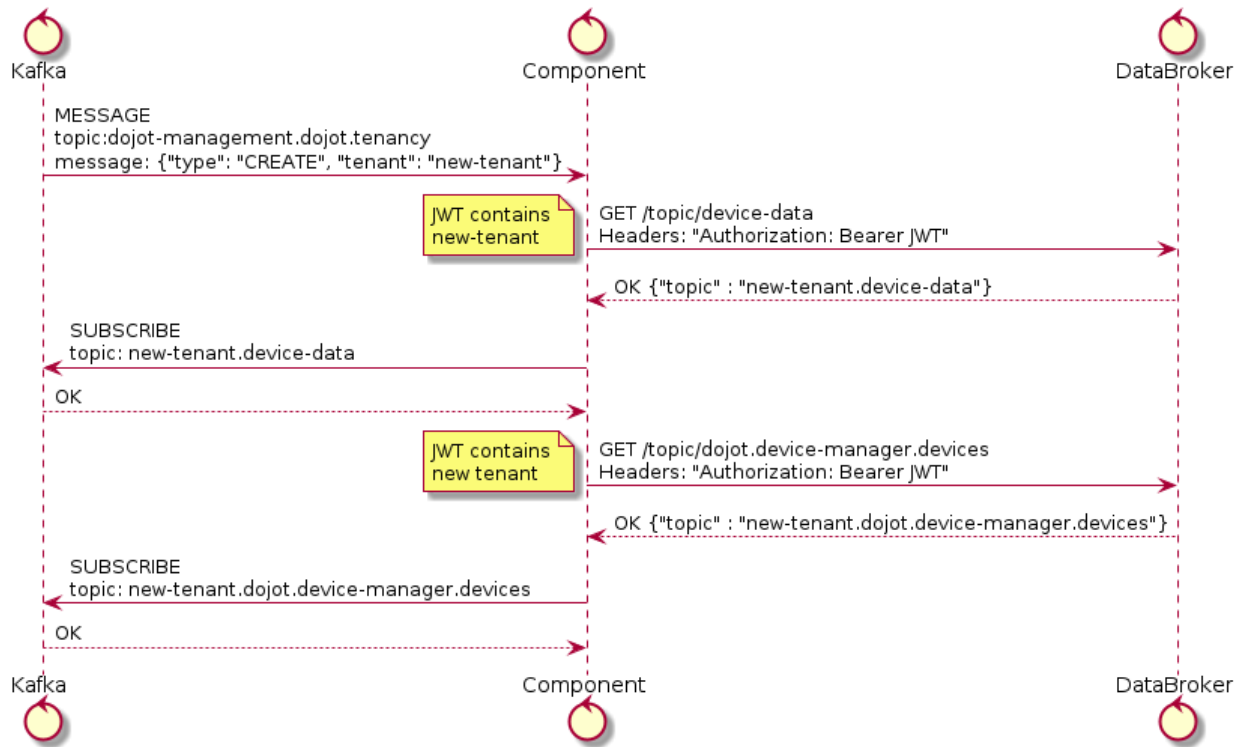 Kafka
Component
DataBroker
MESSAGE
topic:dojot-management.dojot.tenancy
message: {"type": "CREATE", "tenant": "new-tenant"}
JWT contains
new-tenant
GET /topic/device-data
Headers: "Authorization: Bearer JWT"
OK {"topic" : "new-tenant.device-data"}
SUBSCRIBE
topic: new-tenant.device-data
OK
JWT contains
new tenant
GET /topic/dojot.device-manager.devices
Headers: "Authorization: Bearer JWT"
OK {"topic" : "new-tenant.dojot.device-manager.devices"}
SUBSCRIBE
topic: new-tenant.dojot.device-manager.devices
OK
Kafka
Component
DataBroker